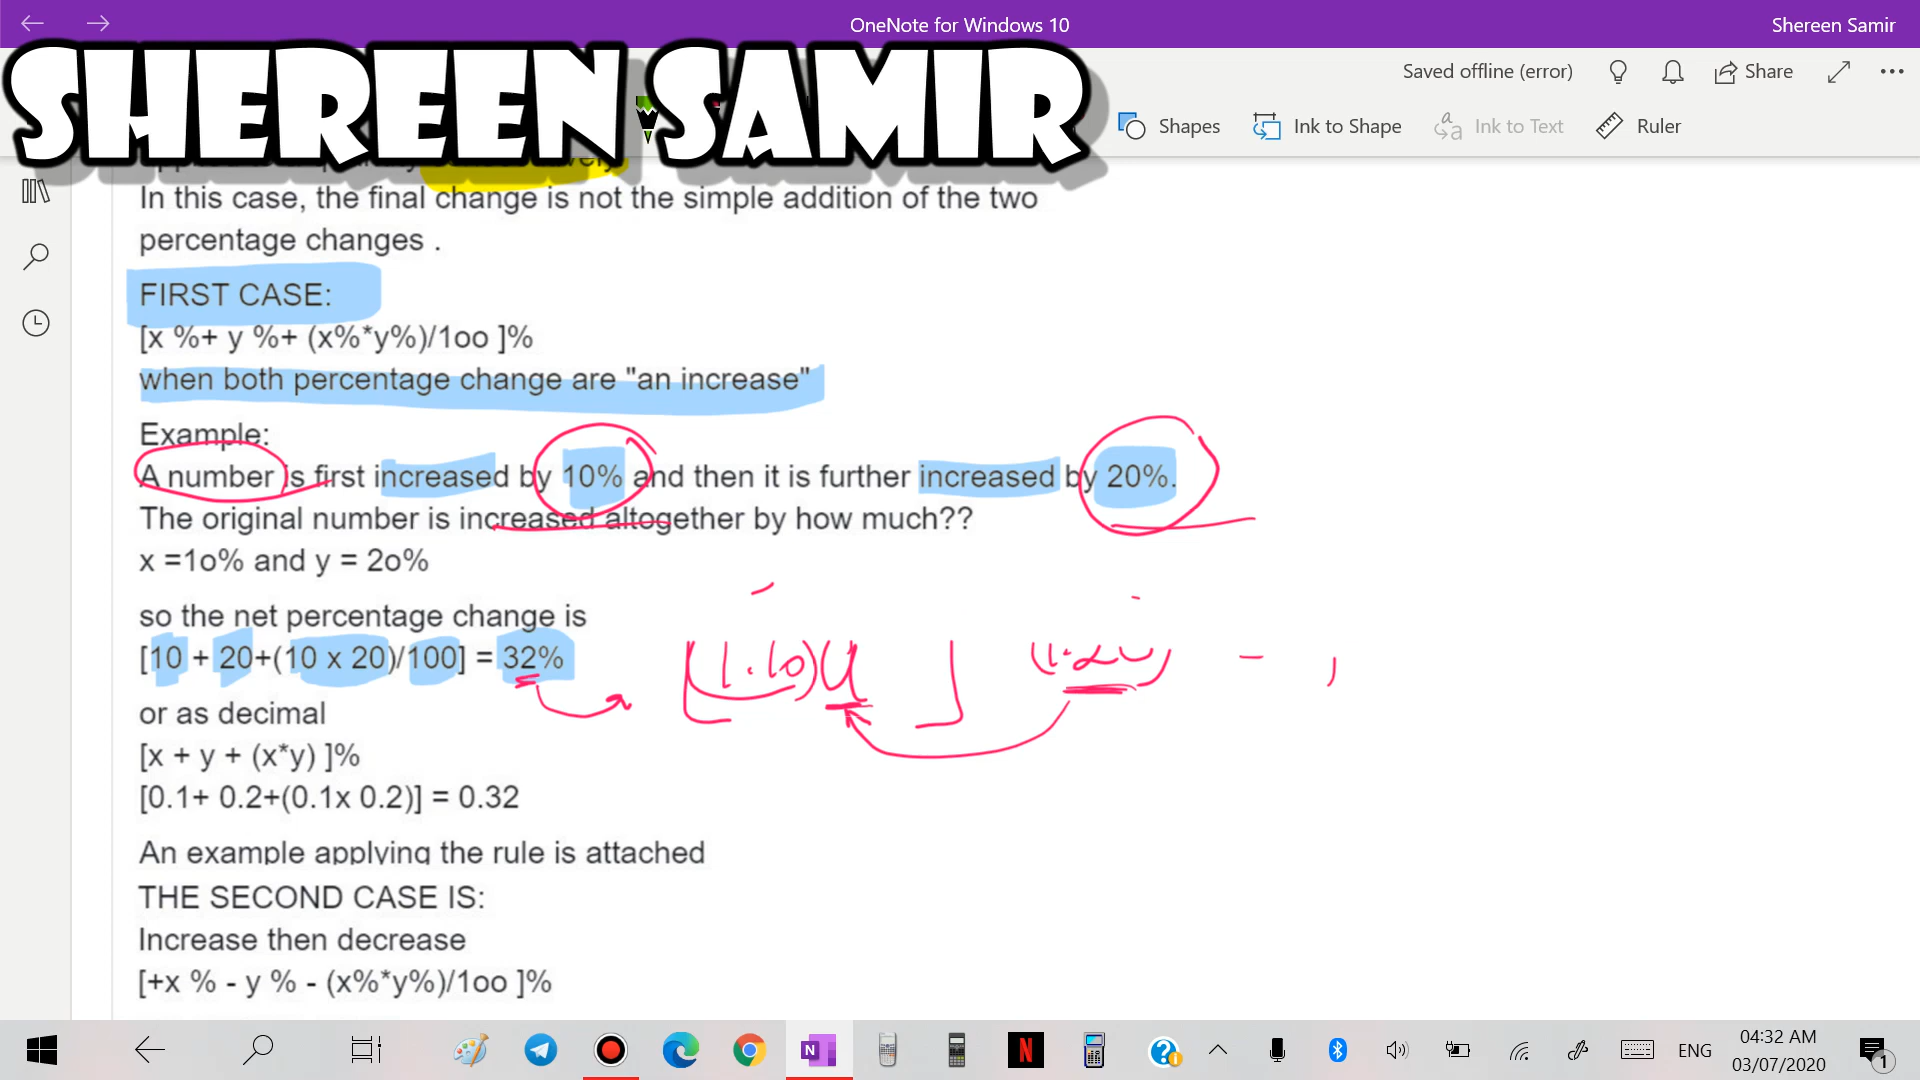 OneNote for Windows 10
Shereen Samir
SHEREEN SAMIR
Saved offline (error)
Share
Shapes
Ink to Shape
Ink to Text
Ruler
In this case, the final change is not the simple addition of the two
percentage changes .
FIRST CASE:
[x %+ y %+ (x%*y%)/1oo ]%
when both percentage change are "an increase"
Example:
A number is first increased by 10% and then it is further increased by 20%.
The original number is increased altogether by how much??
x =1o% and y = 2o%
so the net percentage change is
[10 + 20+(10 x 20)/100] = 32%
[(1.10)u ] (1.20) -
or as decimal
[x + y + (x*y) ]%
[0.1+ 0.2+(0.1x 0.2)] = 0.32
An example applying the rule is attached
THE SECOND CASE IS:
Increase then decrease
[+x % - y % - (x%*y%)/1oo ]%
ENG
04:32 AM
03/07/2020
1